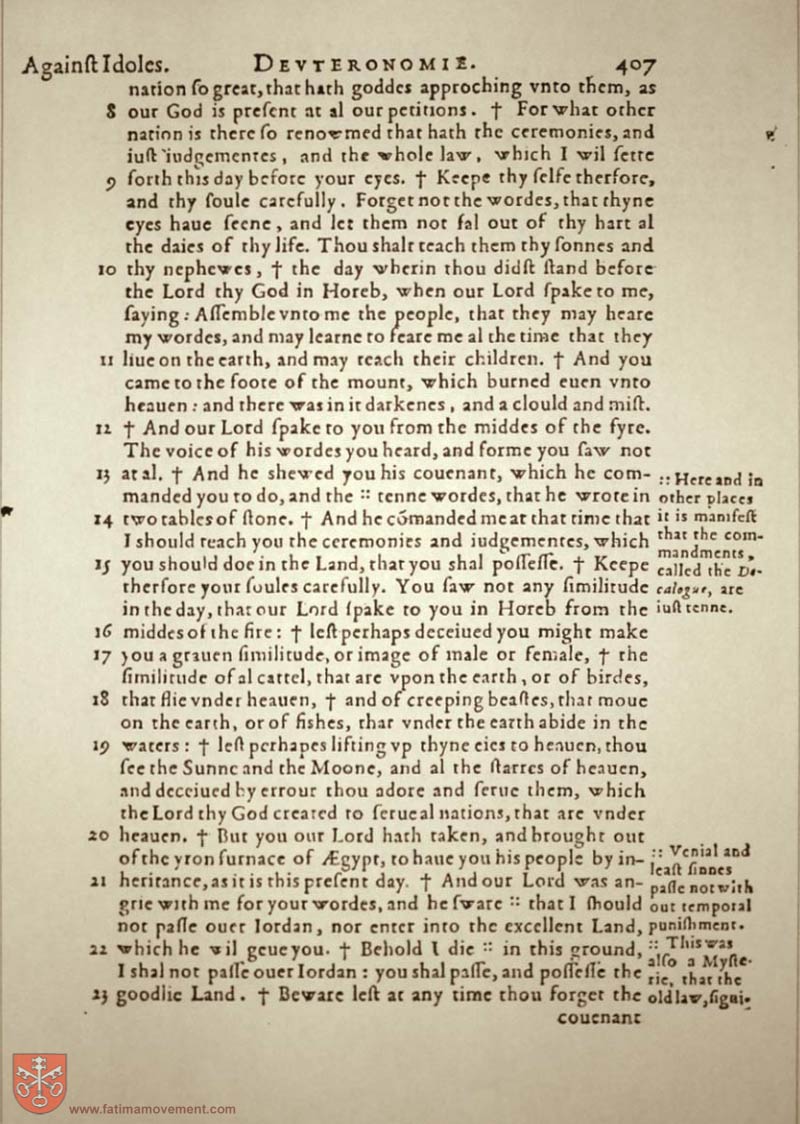 Againſt Idoles. DEVTERONOMIE. 407
nation ſo great, that hath goddes approching vnto them, as
8 our God is preſent at al our petitions. † For what other
nation is there ſo renowmed that hath the ceremonies, and
iuſt iudgementes, and the whole law, which I wil ſette
9 forth this day before your eyes. † Keepe thy ſelfe therfore,
and thy ſoule carefully. Forget not the wordes, that thyne
eyes haue ſeene, and let them not fal out of thy hart al
the daies of thy life. Thou shalt teach them thy ſonnes and
10 thy nephewes, † the day wherin thou didſt ſtand before
the Lord thy God in Horeb, when our Lord ſpake to me,
ſaying: Aſſemble vnto me the people, that they may heare
my wordes, and may learne to feare me al the time that they
11 liue on the earth, and may teach their children. † And you
came to the foote of the mount, which burned euen vnto
heauen: and there was in it darkenes, and a clould and miſt.
12 † And our Lord ſpake to you from the middes of the fyre.
The voice of his wordes you heard, and forme you ſaw not
13 at al. † And he shewed you his couenant, which he com-
manded you to do, and the :: tenne wordes, that he wrote in
14 two tables of ſtone. † And he cómanded me at that time that
I should teach you the ceremonies and iudgementes, which
15 you should doe in the Land, that you shal poſſeſſe. † Keepe
therfore your ſoules carefully. You ſaw not any ſimilitude
in the day, that our Lord ſpake to you in Horeb from the
16 middes of the fire: † leſt perhaps deceiued you might make
17 you a grauen ſimilitude, or image of male or female, † the
ſimilitude of al cattel, that are vpon the earth, or of birdes,
18 that flie vnder heauen, † and of creeping beaſtes, that moue
on the earth, or of fishes, that vnder the earth abide in the
19 waters: † leſt perhapes lifting vp thyne eies to heauen, thou
ſee the Sunne and the Moone, and al the ſtarres of heauen,
and deceiued by errour thou adore and ſerue them, which
the Lord thy God created to ſerue al nations, that are vnder
20 heauen. † But you our Lord hath taken, and brought out
of the yron furnace of Ægypt, to haue you his people by in-
21 heritance, as it is this preſent day. † And our Lord was an-
grie with me for your wordes, and he ſware :: that I should
not paſſe ouer Iordan, nor enter into the excellent Land,
22 which he wil geue you. † Behold I die :: in this ground,
I shal not paſſe ouer Iordan: you shal paſſe, and poſſeſſe the
23 goodlie Land. † Beware leſt at any time thou forget the
couenant
:: Here and in
other places
it is manifeſt
that the com-
mandments,
called the De-
calogue, are
iuſt tenne.
:: Venial and
leaſt ſinnes
paſſe not with
out temporal
punishment.
:: This was
alſo a Myſte-
rie, that the
old law, ſigni-
www.fatimamovement.com